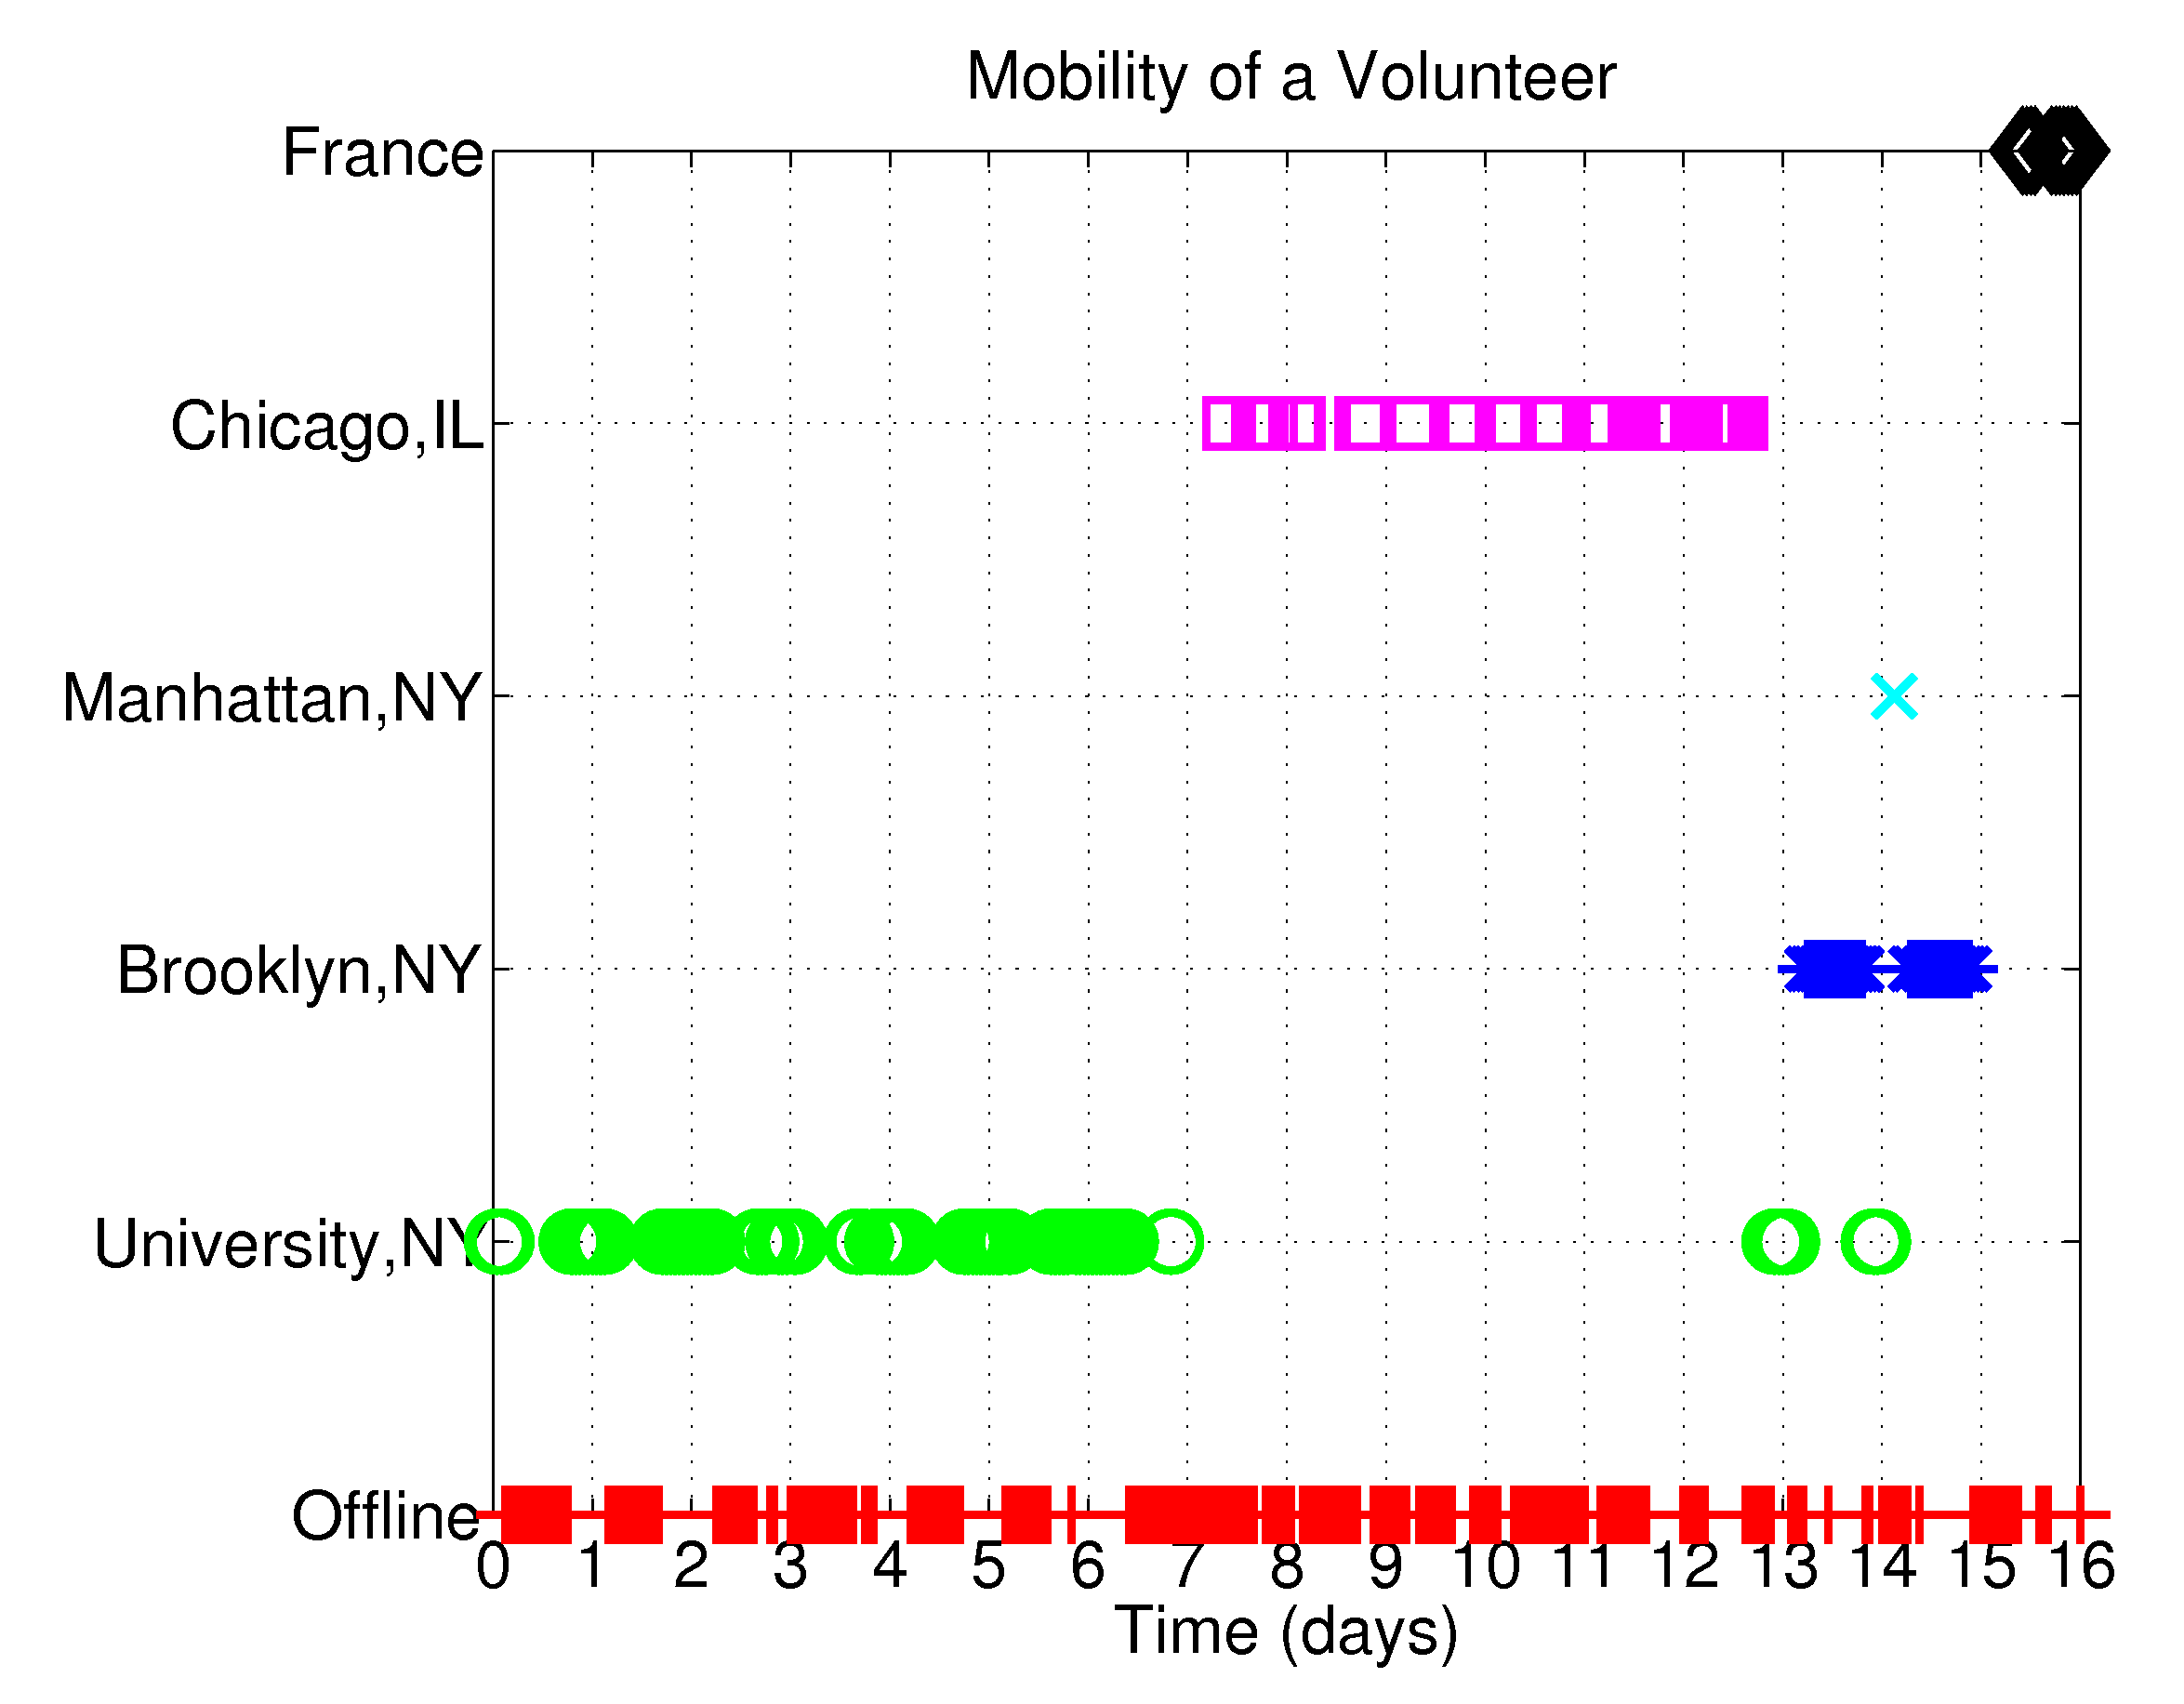 Mobility of a Volunteer
France
Chicago,IL
Manhattan,NY
Brooklyn,NY
University,NY
Offline
0 1 2 3 4 5 6 7 8 9 10 11 12 13 14 15 16
Time (days)